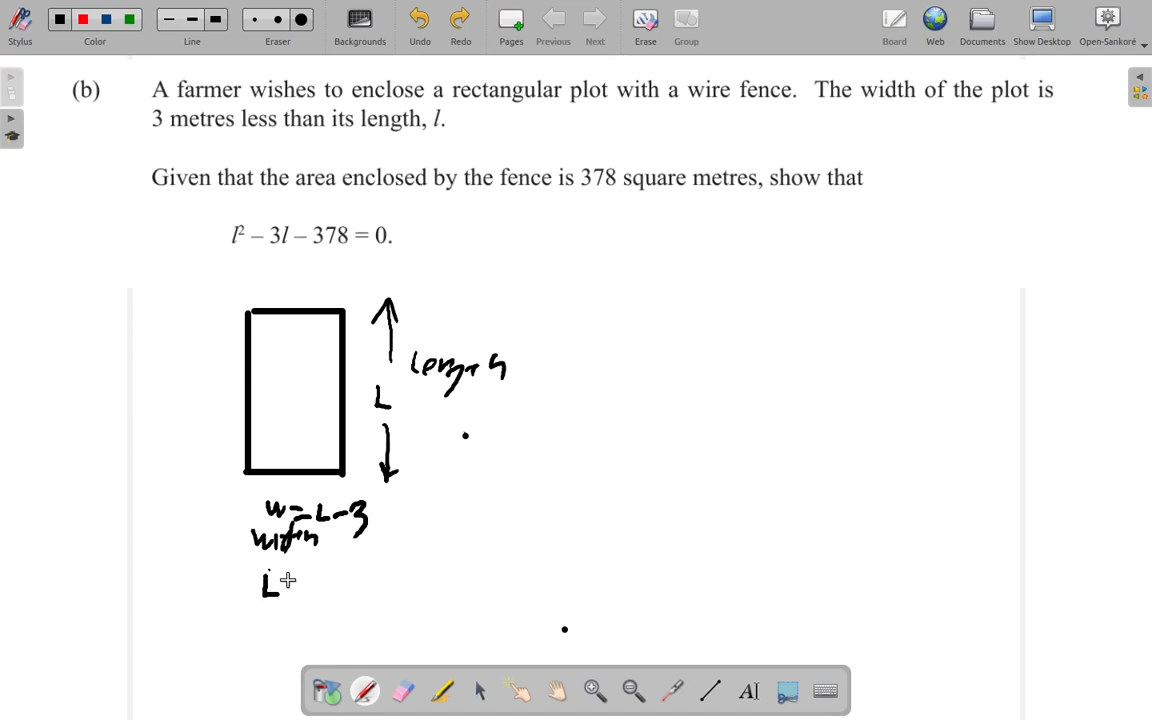 Stylus Color Line Eraser Backgrounds Undo Redo Pages Previous Next Erase Group Board Web Documents Show Desktop Open-Sankoré
(b) A farmer wishes to enclose a rectangular plot with a wire fence. The width of the plot is
3 metres less than its length, l.
Given that the area enclosed by the fence is 378 square metres, show that
l² – 3l – 378 = 0.
Length
L
W=L-3
width
L
AI